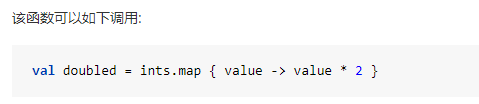 该函数可以如下调用:
val doubled = ints.map { value -> value * 2 }